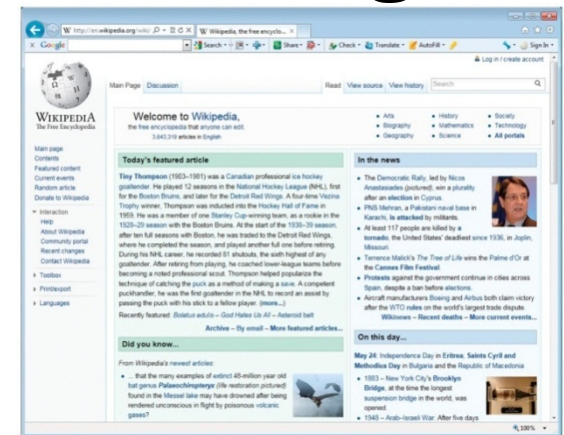 http://en.wikipedia.org/wiki/
W Wikipedia, the free encyclo...
x Google
Search
Share
Check
Translate
AutoFill
Sign In
Log in / create account
Main Page Discussion
Read View source View history
Search
WIKIPEDIA
The Free Encyclopedia
Main page
Contents
Featured content
Current events
Random article
Donate to Wikipedia
Interaction
Help
About Wikipedia
Community portal
Recent changes
Contact Wikipedia
Toolbox
Print/export
Languages
Welcome to Wikipedia,
the free encyclopedia that anyone can edit.
3,643,319 articles in English
Arts
Biography
Geography
History
Mathematics
Science
Society
Technology
All portals
Today's featured article
Tiny Thompson (1903–1981) was a Canadian professional ice hockey
goaltender. He played 12 seasons in the National Hockey League (NHL), first
for the Boston Bruins, and later for the Detroit Red Wings. A four-time Vezina
Trophy winner, Thompson was inducted into the Hockey Hall of Fame in
1959. He was a member of one Stanley Cup-winning team, as a rookie in the
1928–29 season with the Boston Bruins. At the start of the 1938–39 season,
after ten full seasons with Boston, he was traded to the Detroit Red Wings,
where he completed the season, and played another full one before retiring.
During his NHL career, he recorded 81 shutouts, the sixth highest of any
goaltender. After retiring from playing, he coached lower-league teams before
becoming a noted professional scout. Thompson helped popularize the
technique of catching the puck as a method of making a save. A competent
puckhandler, he was the first goaltender in the NHL to record an assist by
passing the puck with his stick to a fellow player. (more...)
Recently featured: Boletus edulis – God Hates Us All – Asteroid belt
Archive – By email – More featured articles...
Did you know...
From Wikipedia's newest articles:
... that the many examples of extinct 48-million year old
bat genus Palaeochiropteryx (life restoration pictured)
found in the Messel lake may have drowned after being
rendered unconscious in flight by poisonous volcanic
gases?
In the news
The Democratic Rally, led by Nicos
Anastasiades (pictured), win a plurality
after an election in Cyprus.
PNS Mehran, a Pakistan naval base in
Karachi, is attacked by militants.
At least 117 people are killed by a
tornado, the United States' deadliest since 1936, in Joplin,
Missouri.
Terrence Malick's The Tree of Life wins the Palme d'Or at
the Cannes Film Festival.
Protests against the government continue in cities across
Spain, despite a ban before elections.
Aircraft manufacturers Boeing and Airbus both claim victory
after the WTO rules on the world's largest trade dispute.
Wikinews – Recent deaths – More current events...
On this day...
May 24: Independence Day in Eritrea; Saints Cyril and
Methodius Day in Bulgaria and the Republic of Macedonia
1883 – New York City's Brooklyn
Bridge, at the time the longest
suspension bridge in the world, was
opened.
1948 – Arab–Israeli War: After five days
100%